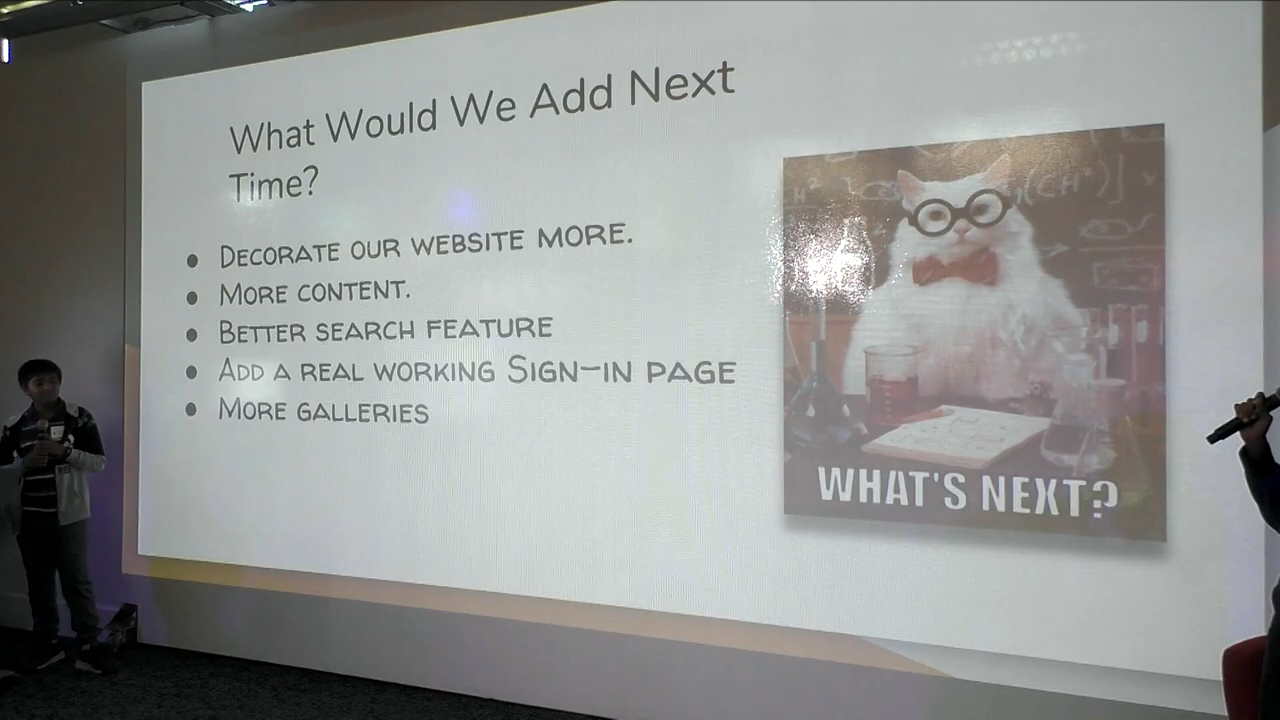 What Would We Add Next
Time?
● DECORATE OUR WEBSITE MORE.
● MORE CONTENT.
● BETTER SEARCH FEATURE
● ADD A REAL WORKING SIGN-IN PAGE
● MORE GALLERIES
WHAT'S NEXT?